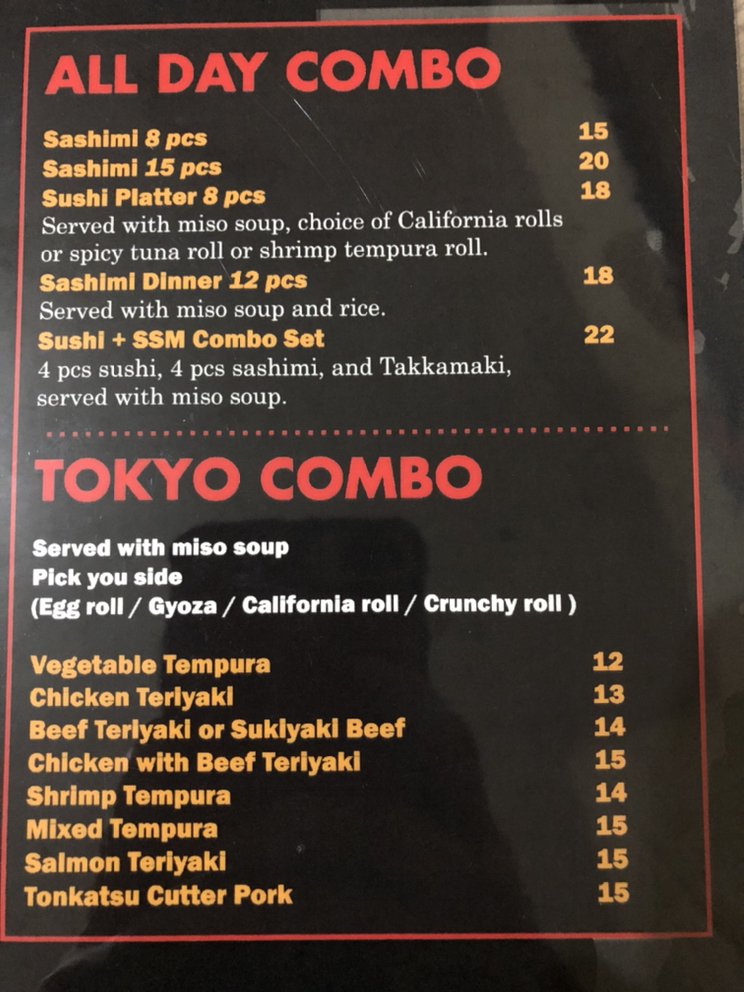 ALL DAY COMBO
Sashimi 8 pcs 15
Sashimi 15 pcs 20
Sushi Platter 8 pcs 18
Served with miso soup, choice of California rolls
or spicy tuna roll or shrimp tempura roll.
Sashimi Dinner 12 pcs 18
Served with miso soup and rice.
Sushi + SSM Combo Set 22
4 pcs sushi, 4 pcs sashimi, and Takkamaki,
served with miso soup.
TOKYO COMBO
Served with miso soup
Pick you side
(Egg roll / Gyoza / California roll / Crunchy roll )
Vegetable Tempura 12
Chicken Teriyaki 13
Beef Teriyaki or Sukiyaki Beef 14
Chicken with Beef Teriyaki 15
Shrimp Tempura 14
Mixed Tempura 15
Salmon Teriyaki 15
Tonkatsu Cutter Pork 15